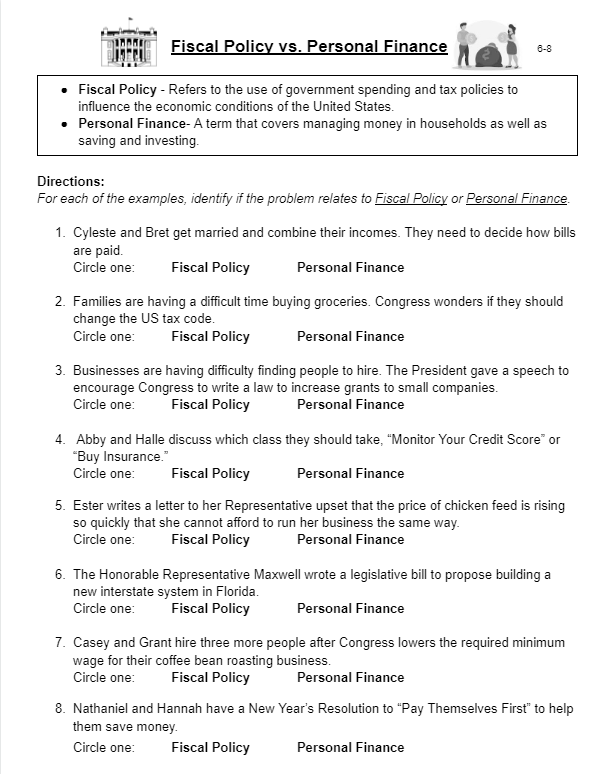 Fiscal Policy vs. Personal Finance
6-8
● Fiscal Policy - Refers to the use of government spending and tax policies to
influence the economic conditions of the United States.
● Personal Finance- A term that covers managing money in households as well as
saving and investing.
Directions:
For each of the examples, identify if the problem relates to Fiscal Policy or Personal Finance.
1. Cyleste and Bret get married and combine their incomes. They need to decide how bills
are paid.
Circle one: Fiscal Policy Personal Finance
2. Families are having a difficult time buying groceries. Congress wonders if they should
change the US tax code.
Circle one: Fiscal Policy Personal Finance
3. Businesses are having difficulty finding people to hire. The President gave a speech to
encourage Congress to write a law to increase grants to small companies.
Circle one: Fiscal Policy Personal Finance
4. Abby and Halle discuss which class they should take, “Monitor Your Credit Score” or
“Buy Insurance.”
Circle one: Fiscal Policy Personal Finance
5. Ester writes a letter to her Representative upset that the price of chicken feed is rising
so quickly that she cannot afford to run her business the same way.
Circle one: Fiscal Policy Personal Finance
6. The Honorable Representative Maxwell wrote a legislative bill to propose building a
new interstate system in Florida.
Circle one: Fiscal Policy Personal Finance
7. Casey and Grant hire three more people after Congress lowers the required minimum
wage for their coffee bean roasting business.
Circle one: Fiscal Policy Personal Finance
8. Nathaniel and Hannah have a New Year’s Resolution to “Pay Themselves First” to help
them save money.
Circle one: Fiscal Policy Personal Finance